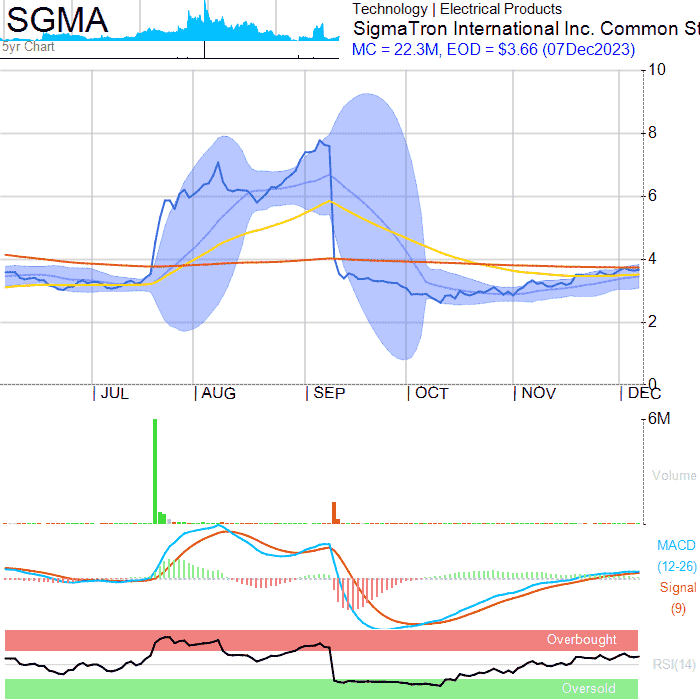 SGMA
5yr Chart
Technology | Electrical Products
SigmaTron International Inc. Common St
MC = 22.3M, EOD = $3.66 (07Dec2023)
10
8
6
4
2
0
JUL
AUG
SEP
OCT
NOV
DEC
6M
Volume
MACD
(12-26)
Signal
(9)
Overbought
RSI(14)
Oversold